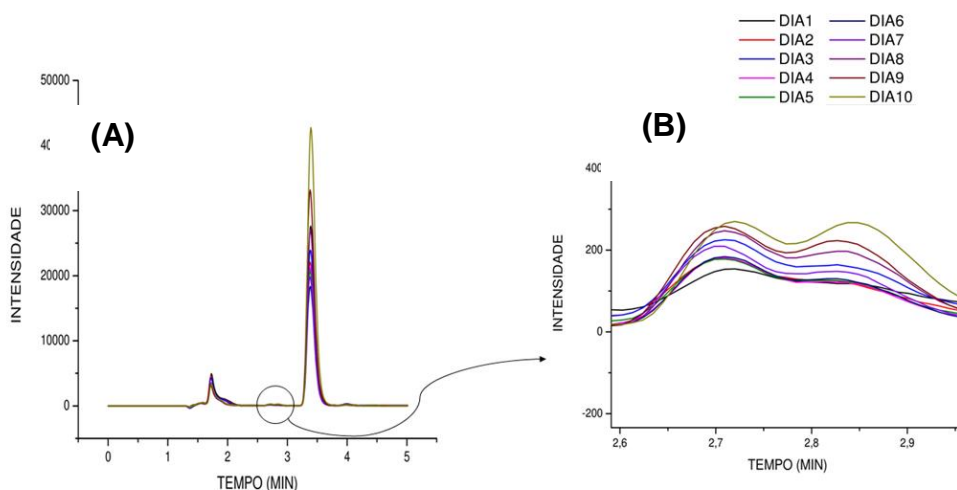 DIA1 DIA6
DIA2 DIA7
DIA3 DIA8
DIA4 DIA9
DIA5 DIA10
(A)
50000
30000
20000
10000
0
INTENSIDADE
0 1 2 3 4 5
TEMPO (MIN)
(B)
200
0
-200
INTENSIDADE
2,6 2,7 2,8 2,9
TEMPO (MIN)